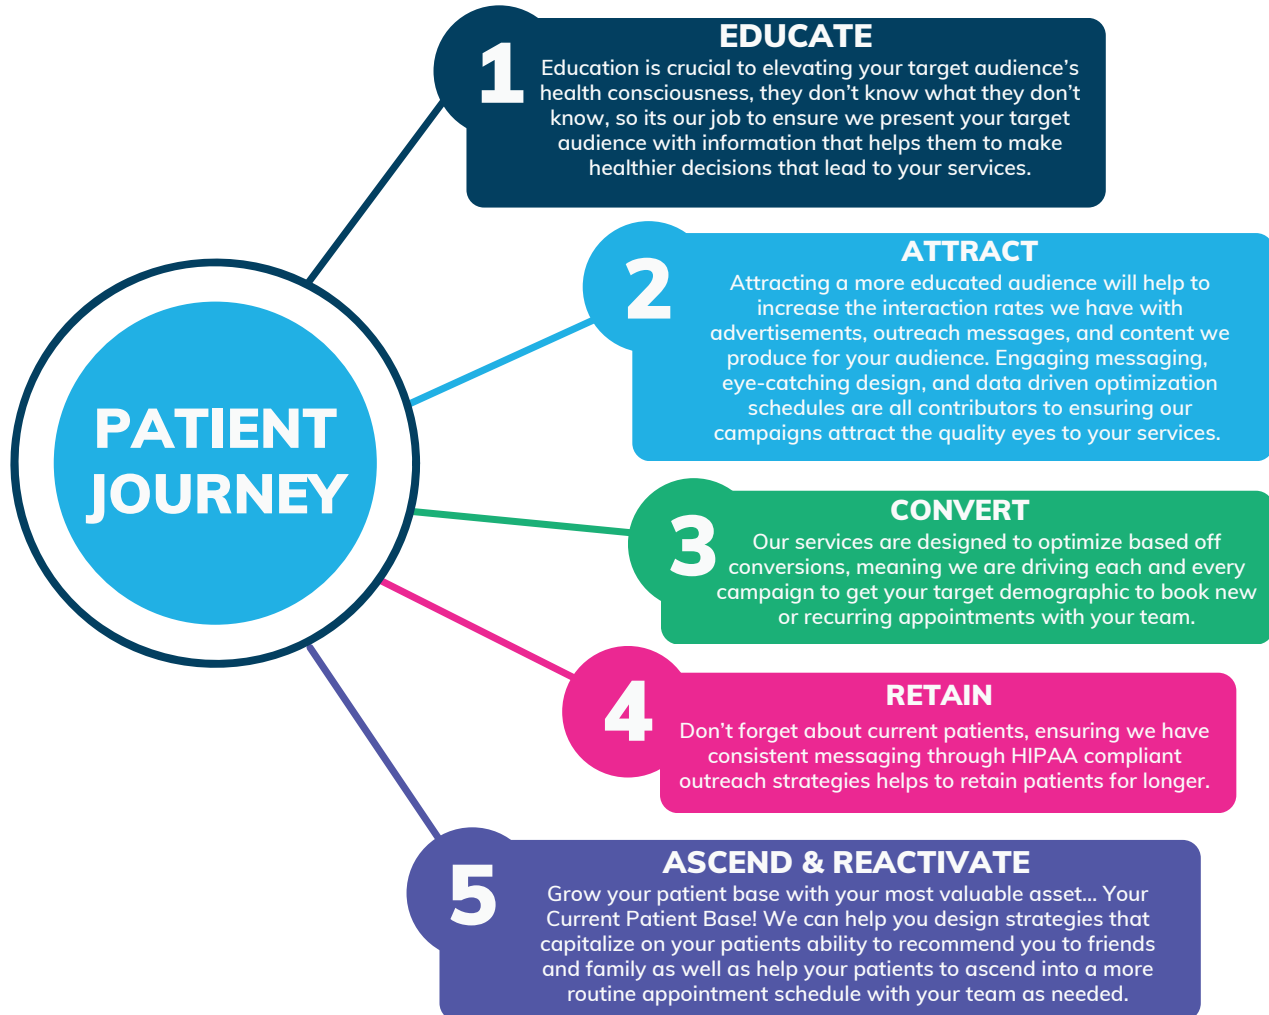 PATIENT
JOURNEY
1
EDUCATE
Education is crucial to elevating your target audience's
health consciousness, they don't know what they don't
know, so its our job to ensure we present your target
audience with information that helps them to make
healthier decisions that lead to your services.
2
ATTRACT
Attracting a more educated audience will help to
increase the interaction rates we have with
advertisements, outreach messages, and content we
produce for your audience. Engaging messaging,
eye-catching design, and data driven optimization
schedules are all contributors to ensuring our
campaigns attract the quality eyes to your services.
3
CONVERT
Our services are designed to optimize based off
conversions, meaning we are driving each and every
campaign to get your target demographic to book new
or recurring appointments with your team.
4
RETAIN
Don't forget about current patients, ensuring we have
consistent messaging through HIPAA compliant
outreach strategies helps to retain patients for longer.
5
ASCEND & REACTIVATE
Grow your patient base with your most valuable asset... Your
Current Patient Base! We can help you design strategies that
capitalize on your patients ability to recommend you to friends
and family as well as help your patients to ascend into a more
routine appointment schedule with your team as needed.